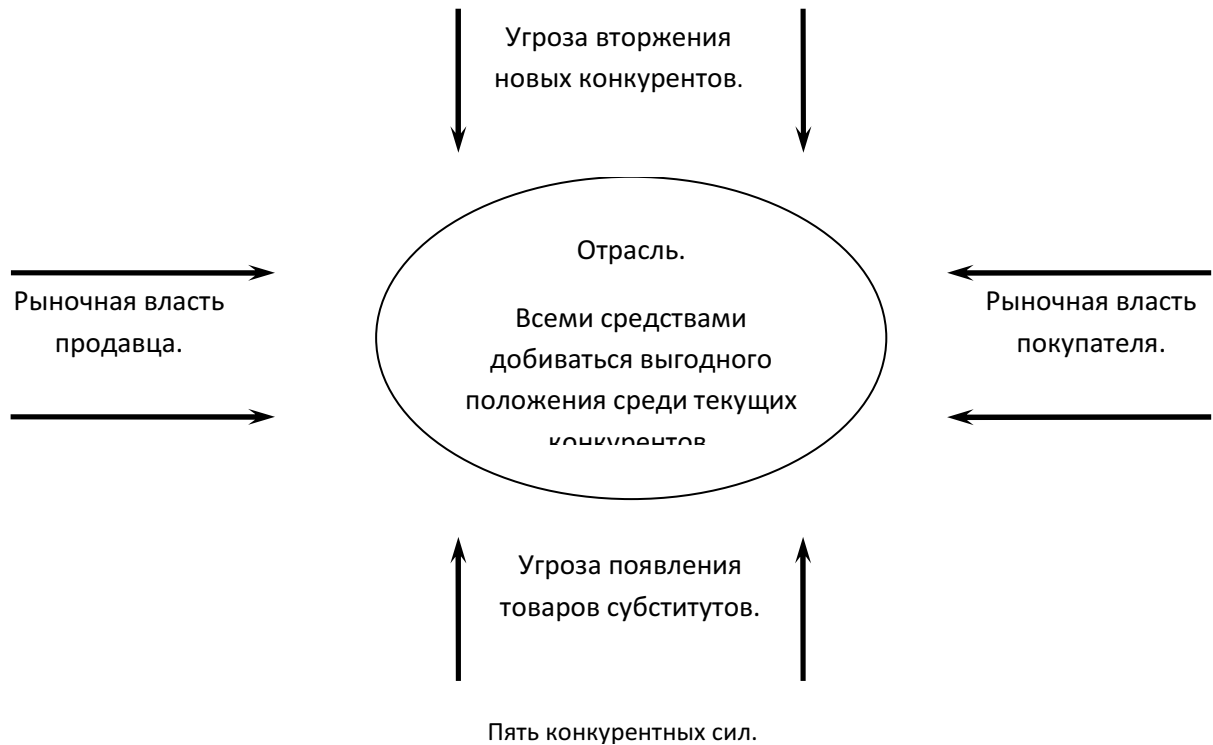 Угроза вторжения
новых конкурентов.
Отрасль.
Рыночная власть
продавца.
Всеми средствами
добиваться выгодного
положения среди текущих
конкурентов
Рыночная власть
покупателя.
Угроза появления
товаров субститутов.
Пять конкурентных сил.